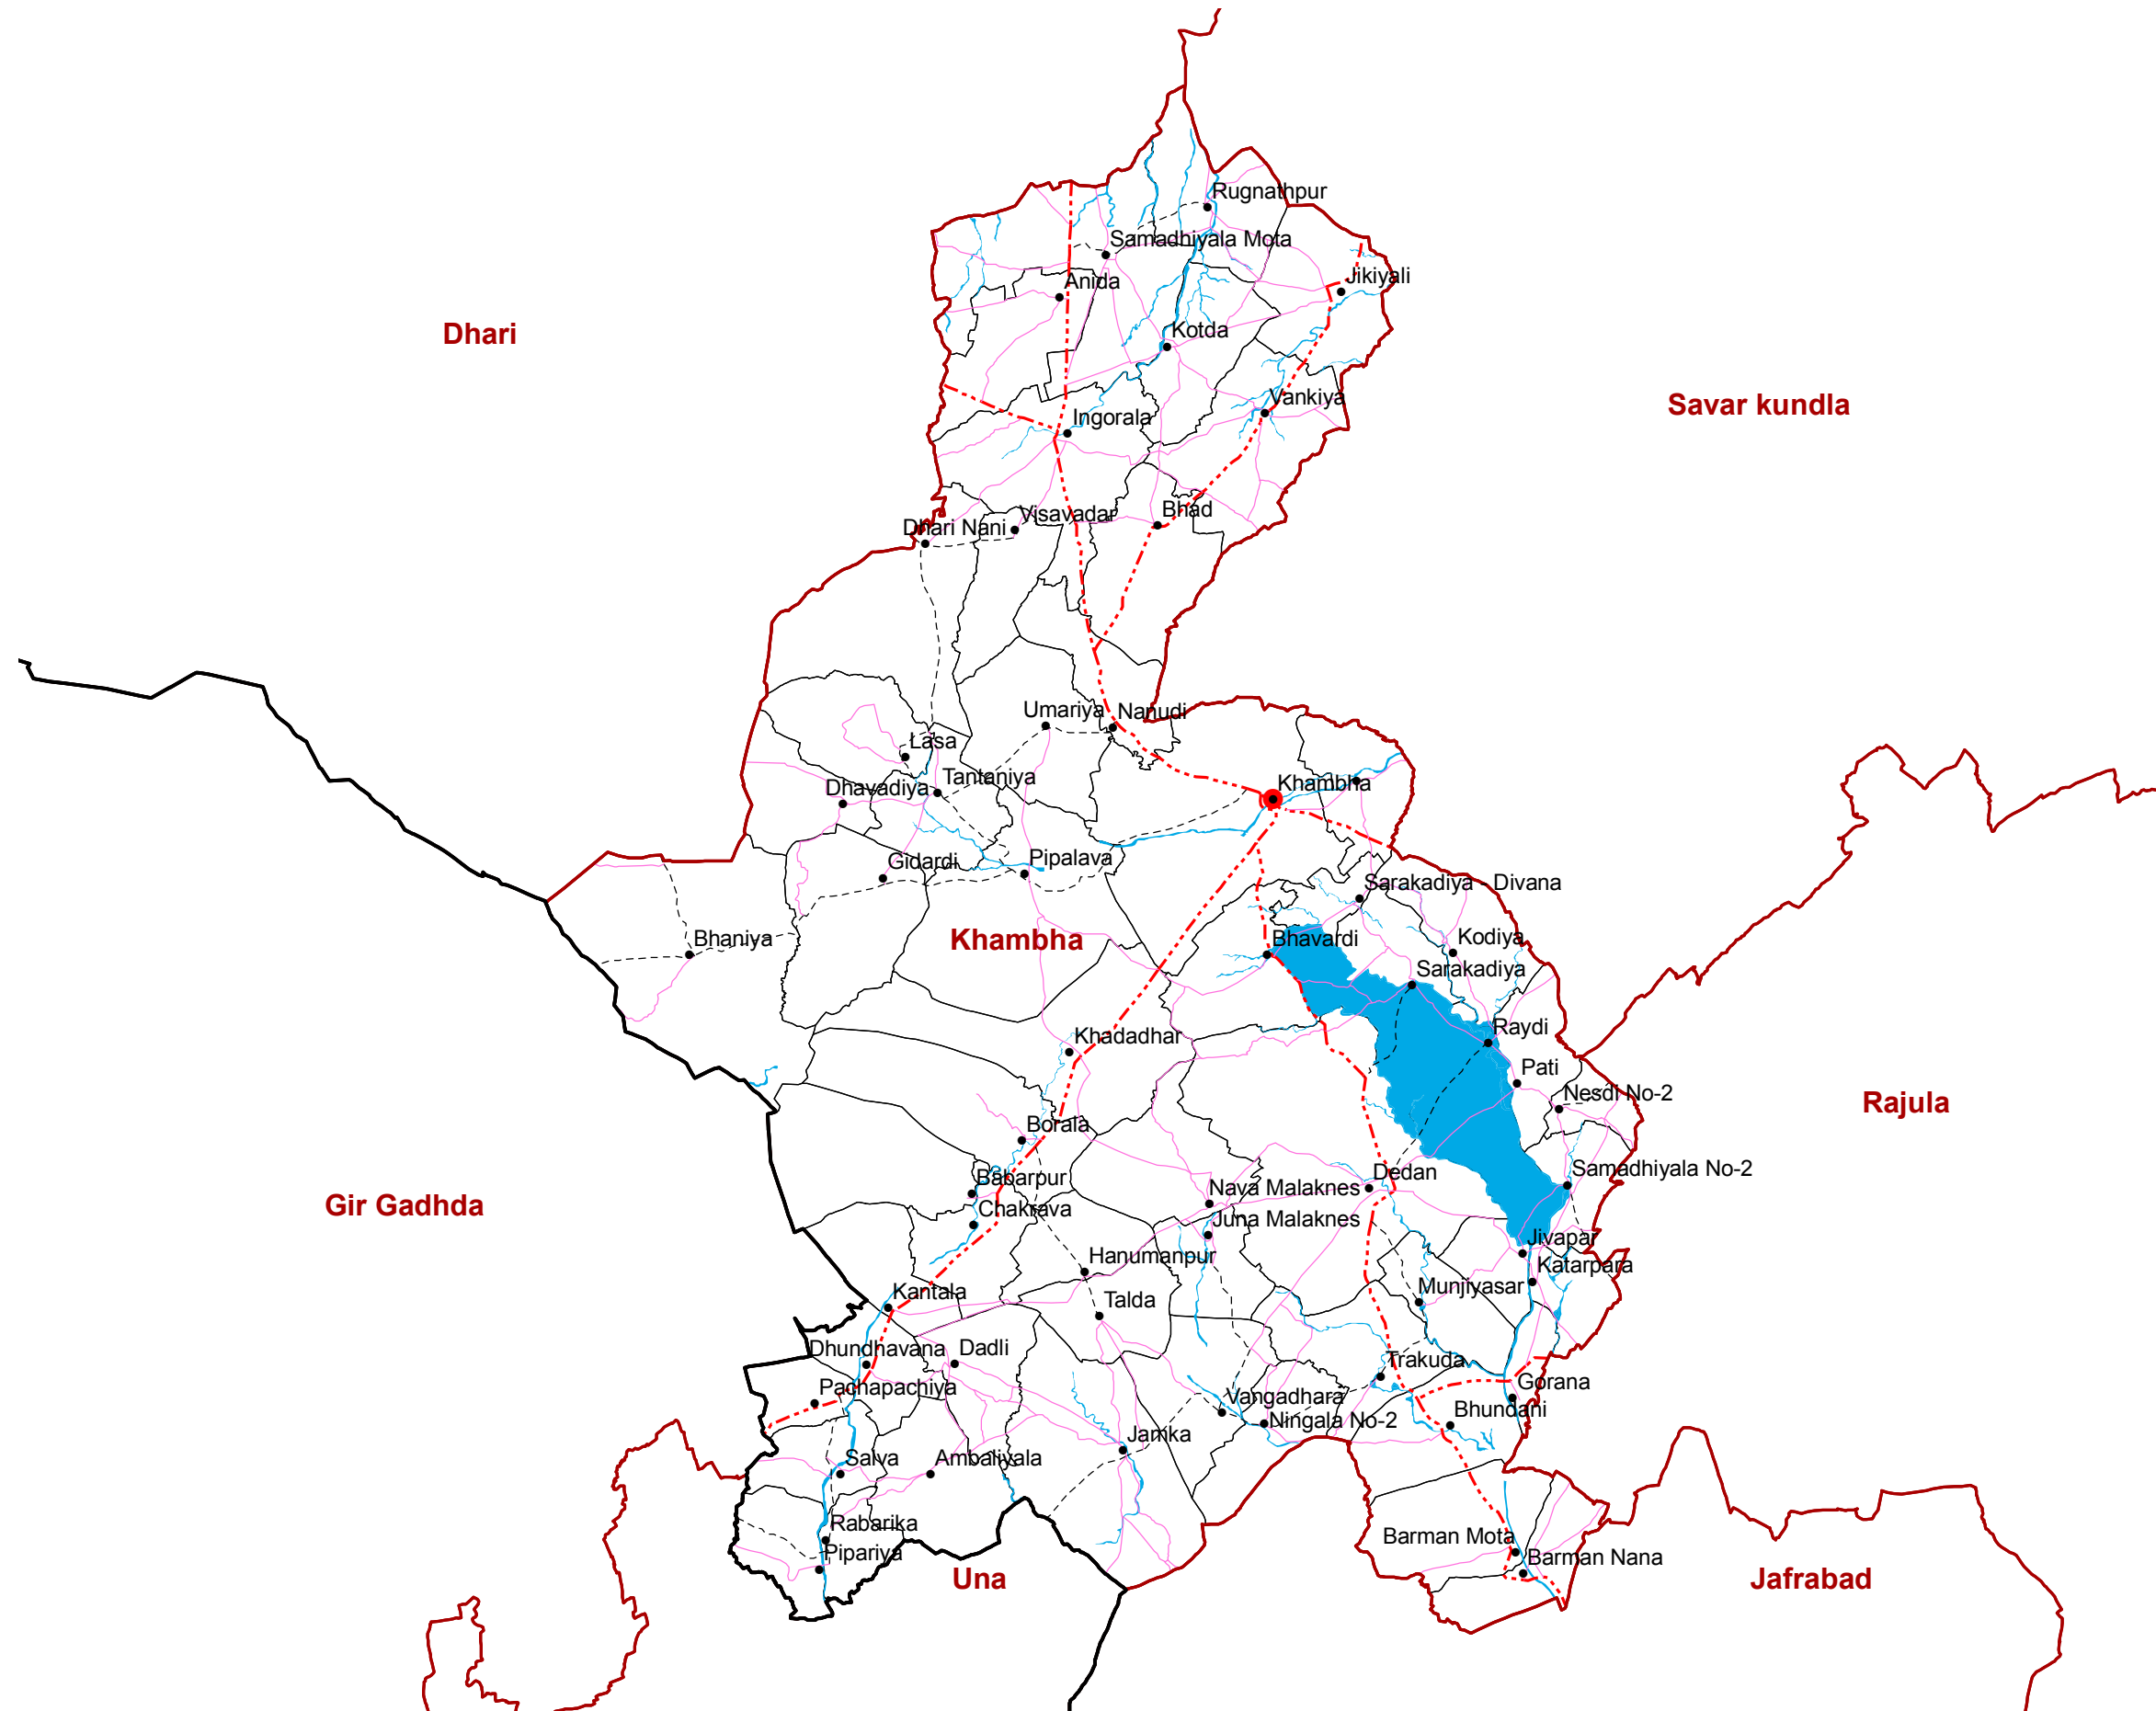 Rugnathpur
Samadhiyala Mota
Jikiyali
Anida
Dhari
Kotda
Vankiya
Savar kundla
Ingorala
Bhad
Visavadar
Dhari Nani
Umariya
Nanudi
Lasa
Tantaniya
Khambha
Dhavadiya
Gidardi
Pipalava
Sarakadiya - Divana
Bhaniya
Khambha
Bhavardi
Kodiya
Sarakadiya
Raydi
Khadadhar
Pati
Nesdi No-2
Rajula
Borala
Babarpur
Dedan
Samadhiyala No-2
Gir Gadhda
Chakrava
Nava Malaknes
Juna Malaknes
Jivapar
Hanumanpur
Katarpara
Kantala
Talda
Munjiyasar
Dhundhavana
Dadli
Trakuda
Pachapachiya
Vangadhara
Gorana
Ningala No-2
Bhundani
Jamka
Salva
Ambaliyala
Rabarika
Barman Mota
Pipariya
Barman Nana
Una
Jafrabad